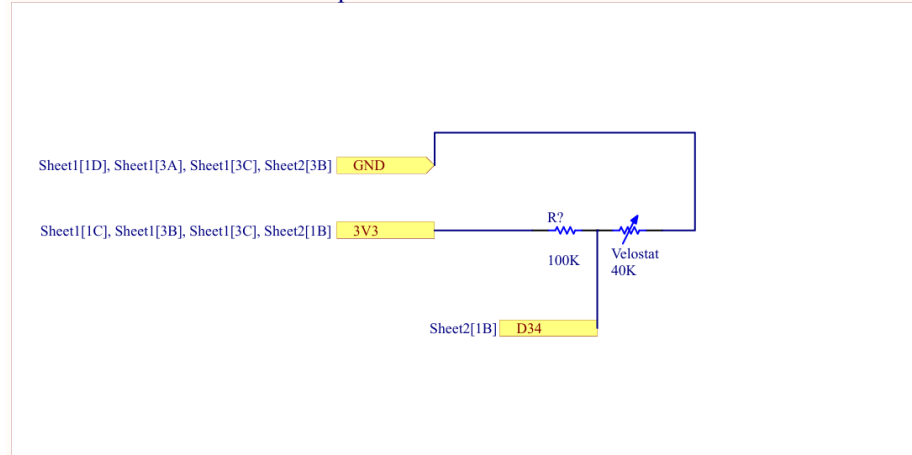 Sheet1[1D], Sheet1[3A], Sheet1[3C], Sheet2[3B] GND
Sheet1[1C], Sheet1[3B], Sheet1[3C], Sheet2[1B] 3V3
R?
100K
Velostat
40K
Sheet2[1B] D34